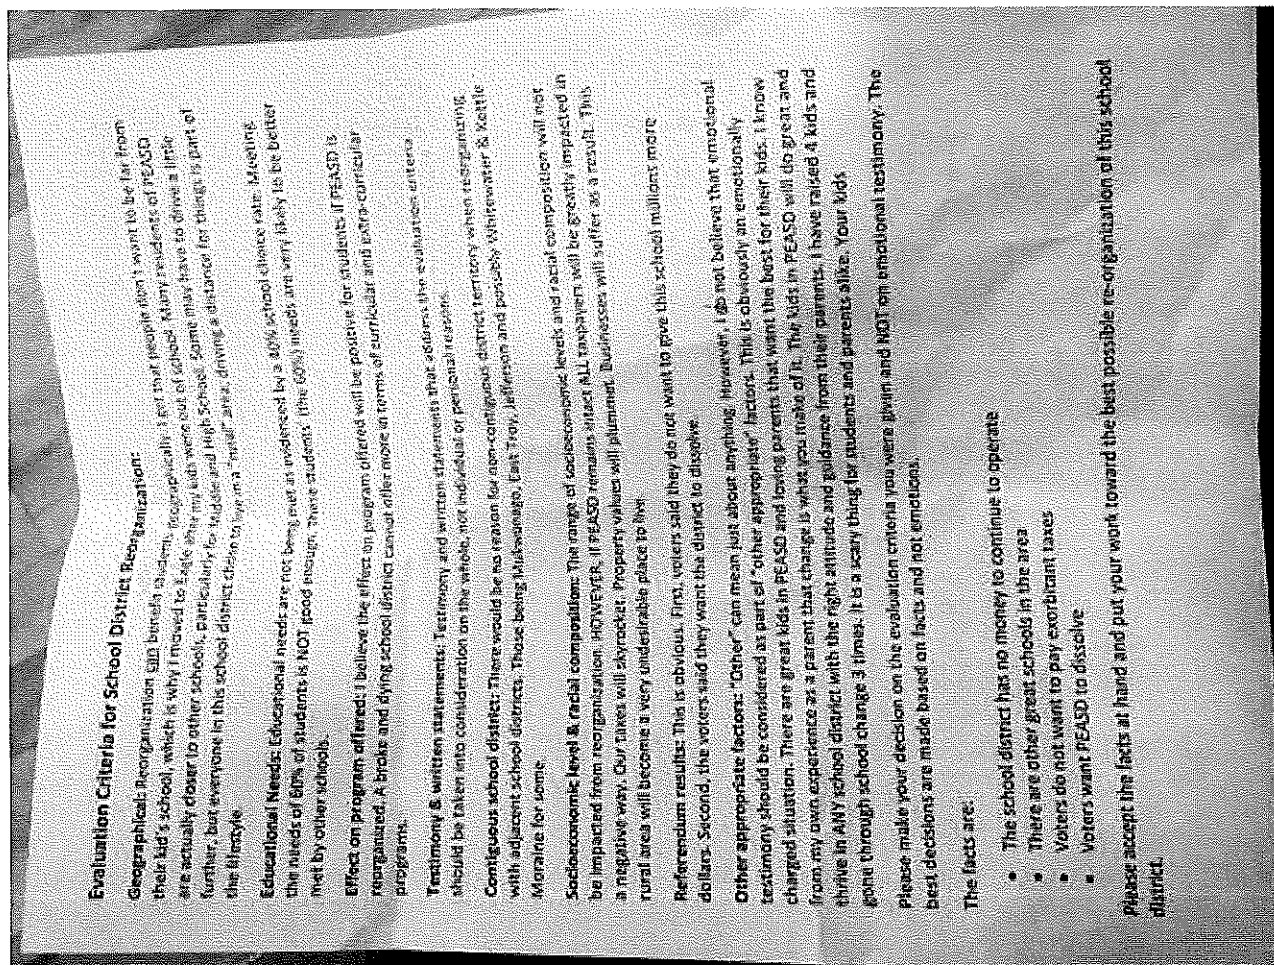 Evaluation Criteria for School District Reorganization:
Geographical: Reorganization can benefit students geographically. I get that people don't want to be far from
their kid's school, which is why I moved to Eagle when my kids were out of school. Many residents of PEASD
are actually closer to other schools, particularly for Middle and High School. Some may have to drive a little
further, but everyone in this school district chose to live in a "rural" area; driving a distance for things is part of
the lifestyle.
Educational Needs: Educational needs are not being met as evidenced by a 40% school choice rate. Meeting
the needs of 60% of students is NOT good enough. These students' (the 60%) needs are very likely to be better
met by other schools.
Effect on program offered: I believe the effect on program offered will be positive for students if PEASD is
reorganized. A broke and dying school district cannot offer more in terms of curricular and extra-curricular
programs.
Testimony & written statements: Testimony and written statements that address the evaluation criteria
should be taken into consideration on the whole, not individual or personal reasons.
Contiguous school district: There would be no reason for non-contiguous district territory when reorganizing
with adjacent school districts. Those being Mukwonago, East Troy, Jefferson and possibly Whitewater & Kettle
Moraine for some.
Socioeconomic level & racial composition: The range of socioeconomic levels and racial composition will not
be impacted from reorganization. HOWEVER, if PEASD remains intact ALL taxpayers will be greatly impacted in
a negative way. Our taxes will skyrocket. Property values will plummet. Businesses will suffer as a result. This
rural area will become a very undesirable place to live.
Referendum results: This is obvious. First, voters said they do not want to give this school millions more
dollars. Second, the voters said they want the district to dissolve.
Other appropriate factors: "Other" can mean just about anything, however, I do not believe that emotional
testimony should be considered as part of "other appropriate" factors. This is obviously an emotionally
charged situation. There are great kids in PEASD and loving parents that want the best for their kids. I know
from my own experience as a parent that change is what you make of it. The kids in PEASD will do great and
thrive in ANY school district with the right attitude and guidance from their parents. I have raised 4 kids and
gone through school change 3 times. It is a scary thing for students and parents alike. Your kids
Please make your decision on the evaluation criteria you were given and NOT on emotional testimony. The
best decisions are made based on facts and not emotions.
The facts are:
• The school district has no money to continue to operate
• There are other great schools in the area
• Voters do not want to pay exorbitant taxes
• Voters want PEASD to dissolve
Please accept the facts at hand and put your work toward the best possible re-organization of this school
district.